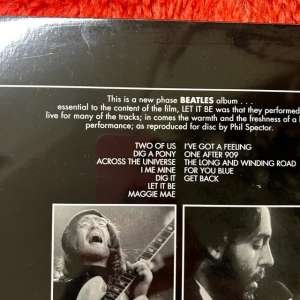 This is a new phase BEATLES album . . .
essential to the content of the film, LET IT BE was that they performed
live for many of the tracks; in comes the warmth and the freshness of a
performance; as reproduced for disc by Phil Spector.
TWO OF US
DIG A PONY
ACROSS THE UNIVERSE
I ME MINE
DIG IT
LET IT BE
MAGGIE MAE
I'VE GOT A FEELING
ONE AFTER 909
THE LONG AND WINDING ROAD
FOR YOU BLUE
GET BACK